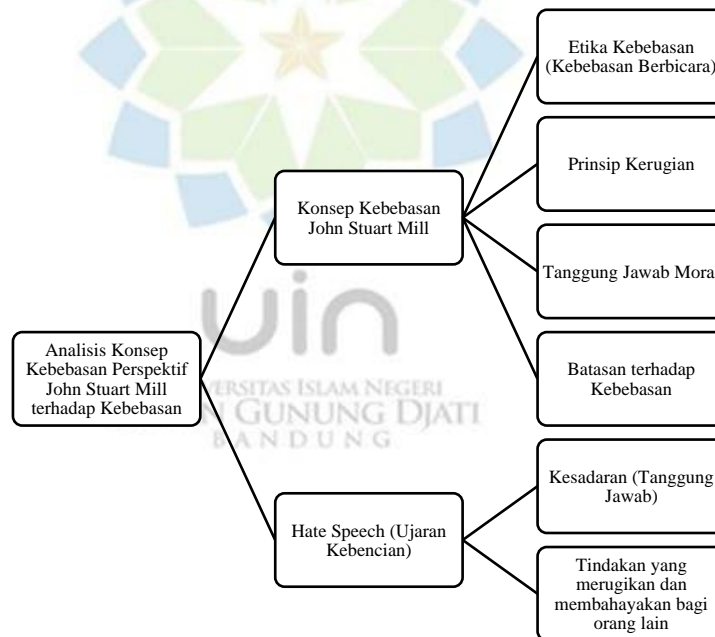 Etika Kebebasan
(Kebebasan Berbicara)
Prinsip Kerugian
Konsep Kebebasan
John Stuart Mill
Tanggung Jawab Mora
uin
Analisis Konsep
Kebebasan Perspektif
John Stuart Mill
terhadap Kebebasan
Batasan terhadap
Kebebasan
ERSITAS ISLAM NEGERI
GUNUNG DJATI
BANDUNG
Kesadaran (Tanggung
Jawab)
Hate Speech (Ujaran
Kebencian)
Tindakan yang
merugikan dan
membahayakan bagi
orang lain